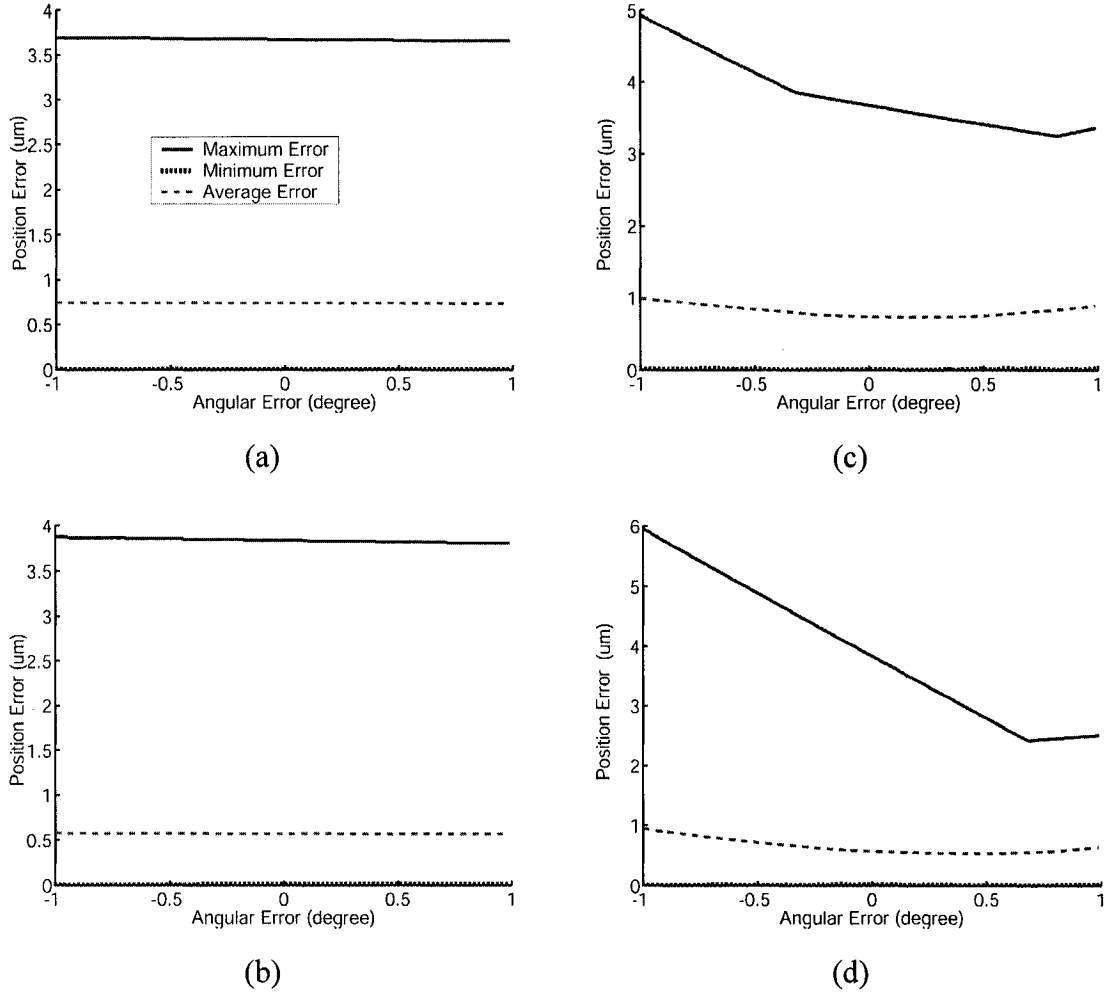 4
3.5
3
2.5
2
1.5
1
0.5
0
Position Error (um)
Maximum Error
Minimum Error
Average Error
-1 -0.5 0 0.5 1
Angular Error (degree)
(a)
5
4
3
2
1
0
Position Error (um)
-1 -0.5 0 0.5 1
Angular Error (degree)
(c)
4
3.5
3
2.5
2
1.5
1
0.5
0
Position Error (um)
-1 -0.5 0 0.5 1
Angular Error (degree)
(b)
6
5
4
3
2
1
0
Position Error (um)
-1 -0.5 0 0.5 1
Angular Error (degree)
(d)